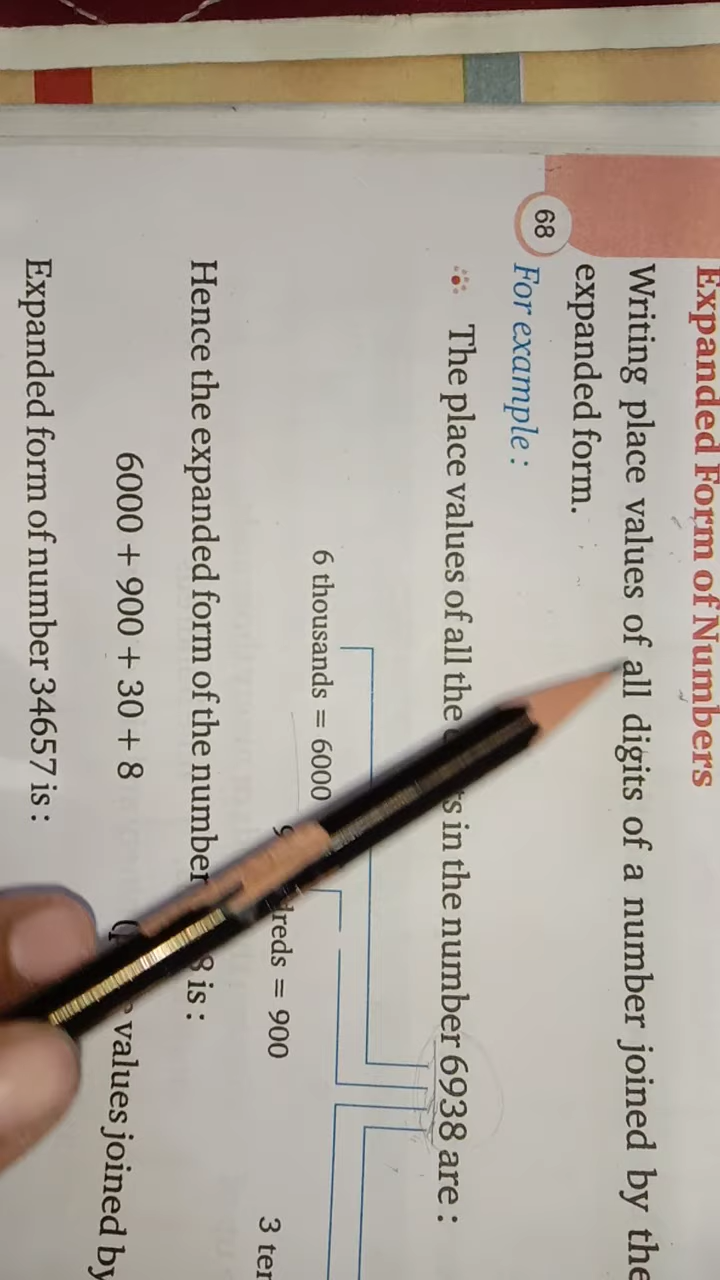 Expanded Form of Numbers
Writing place values of all digits of a number joined by the
expanded form.
68
For example :
The place values of all the in the number 6938 are :
6 thousands = 6000
= 900
3
Hence the expanded form of the number is :
6000 + 900 + 30 + 8
values joined by
Expanded form of number 34657 is :